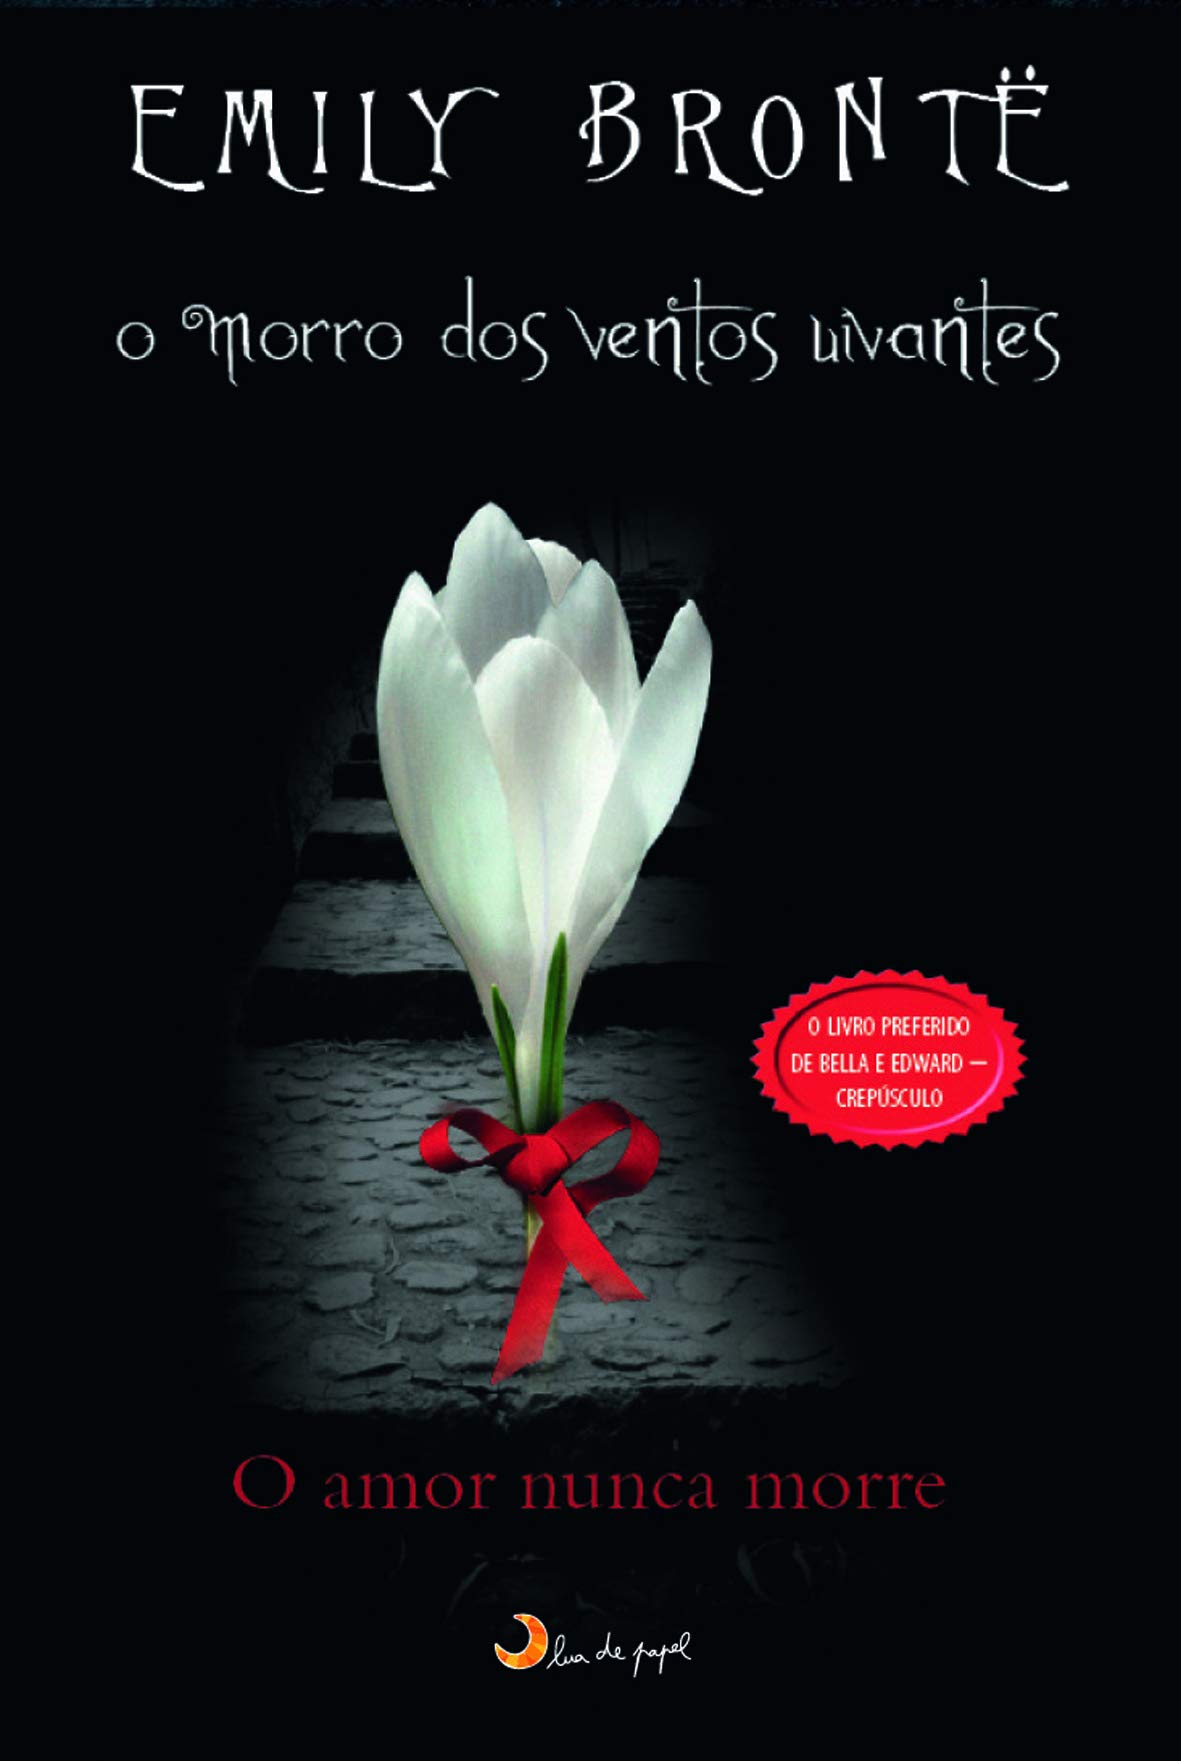 EMILY BRONTË
o morro dos ventos uivantes
O LIVRO PREFERIDO
DE BELLA E EDWARD –
CREPÚSCULO
O amor nunca morre
lua de papel